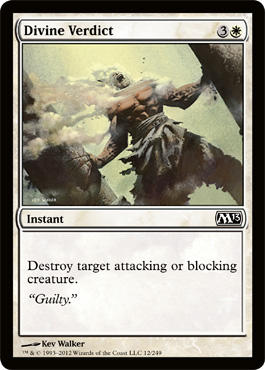 Divine Verdict 3
Instant M13
Destroy target attacking or blocking
creature.
“Guilty.”
Kev Walker
™ & © 1993–2012 Wizards of the Coast LLC 12/249